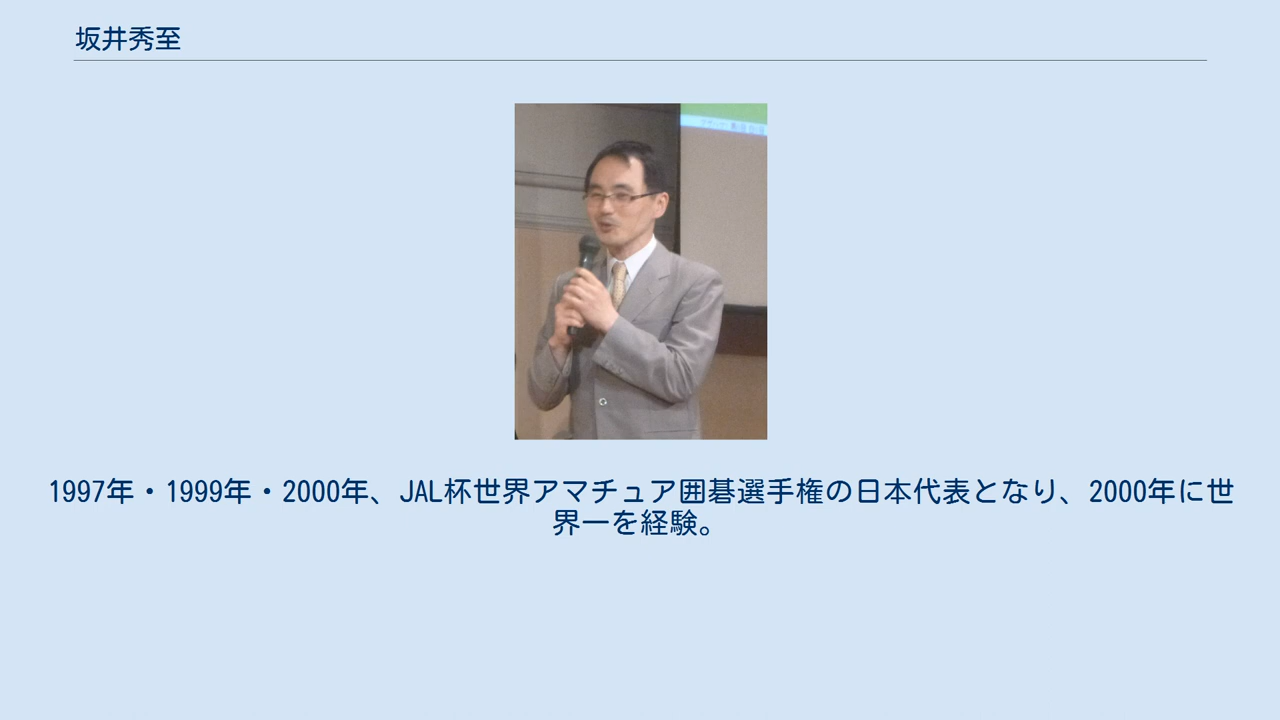 坂井秀至
1997年・1999年・2000年、JAL杯世界アマチュア囲碁選手権の日本代表となり、2000年に世
界一を経験。